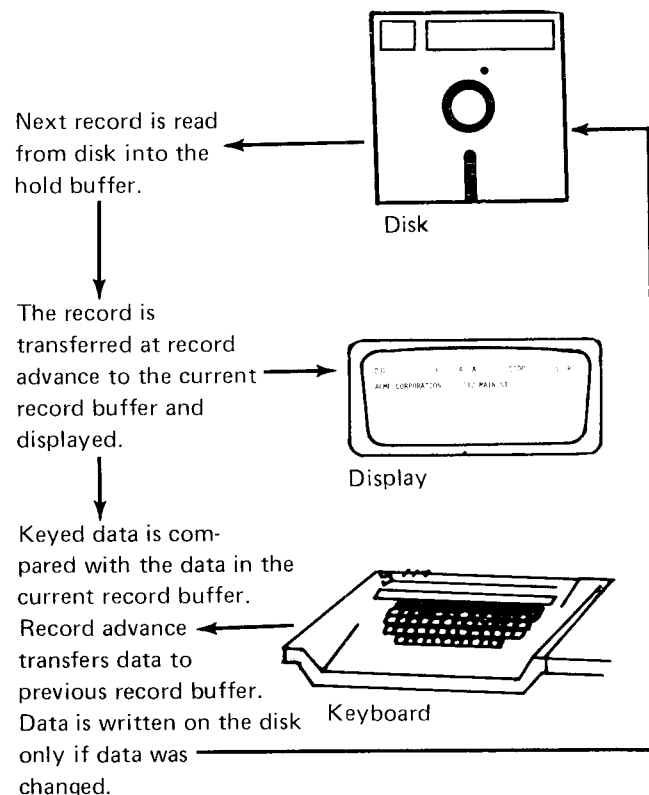 Next record is read
from disk into the
hold buffer.
Disk
The record is
transferred at record
advance to the current
record buffer and
displayed.
ACME CORPORATION MAIN ST
Display
Keyed data is com-
pared with the data in the
current record buffer.
Record advance
transfers data to
previous record buffer.
Data is written on the disk
only if data was
changed.
Keyboard